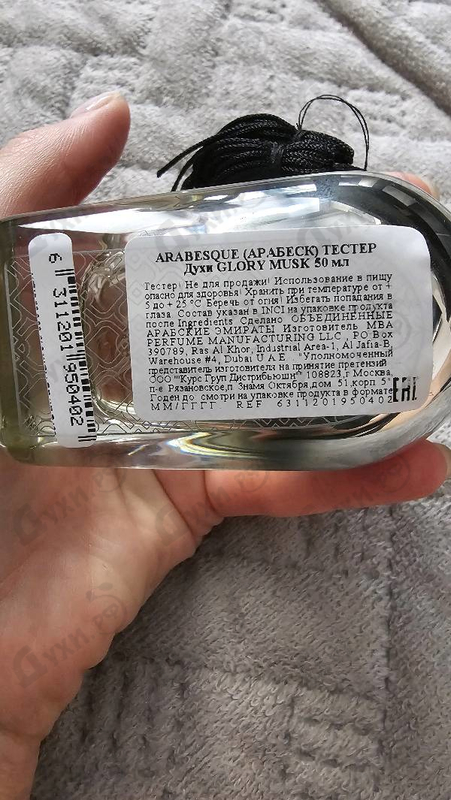 ARABESQUE (АРАБЕСК) ТЕСТЕР
Духи GLORY MUSK 50 мл
Тестер! Не для продажи! Использование в пищу
опасно для здоровья! Хранить при температуре от +
5 до + 25 °С Беречь от огня! Избегать попадания в
глаза. Состав указан в INCI на упаковке продукта
после Ingredients. Сделано ОБЪЕДИНЕННЫЕ
АРАБСКИЕ ЭМИРАТЫ. Изготовитель MBA
PERFUME MANUFACTURING LLC , PO Box
390789, Ras Al Khor, Industrial Area-1, Al Jafla-B,
Warehouse #4, Dubai U A E . "Уполномоченный
представитель изготовителя на принятие претензий
ООО ""Курс Груп Дистрибьюшн"" 108823,г Москва,
п-е Рязановское,п Знамя Октября,дом 51,корп 5"
Годен до смотри на упаковке продукта в формате
ММ/ГГГГ REF 6311201950402
EAC
6 311201 950402
Духи.РФ